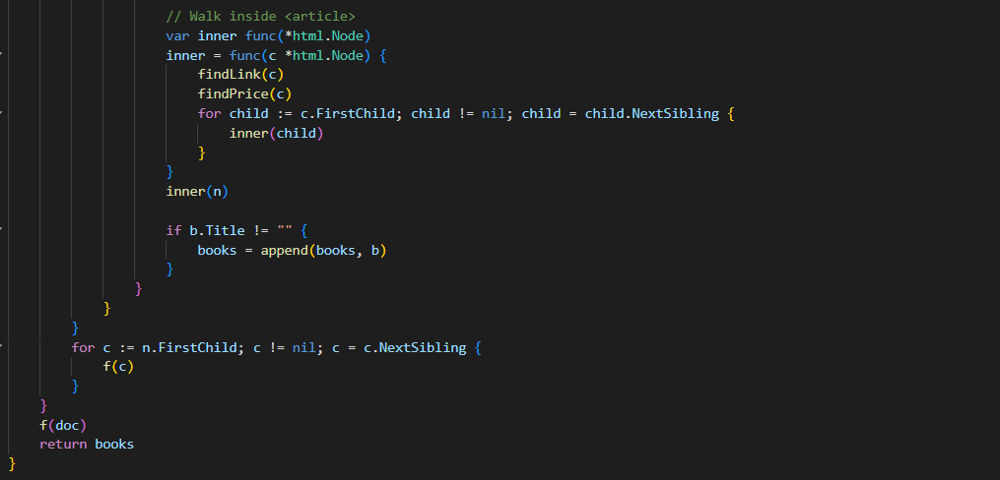 // Walk inside <article>
var inner func(*html.Node)
inner = func(c *html.Node) {
findLink(c)
findPrice(c)
for child := c.FirstChild; child != nil; child = child.NextSibling {
inner(child)
}
}
inner(n)
if b.Title != "" {
books = append(books, b)
}
}
}
}
for c := n.FirstChild; c != nil; c = c.NextSibling {
f(c)
}
}
f(doc)
return books
}